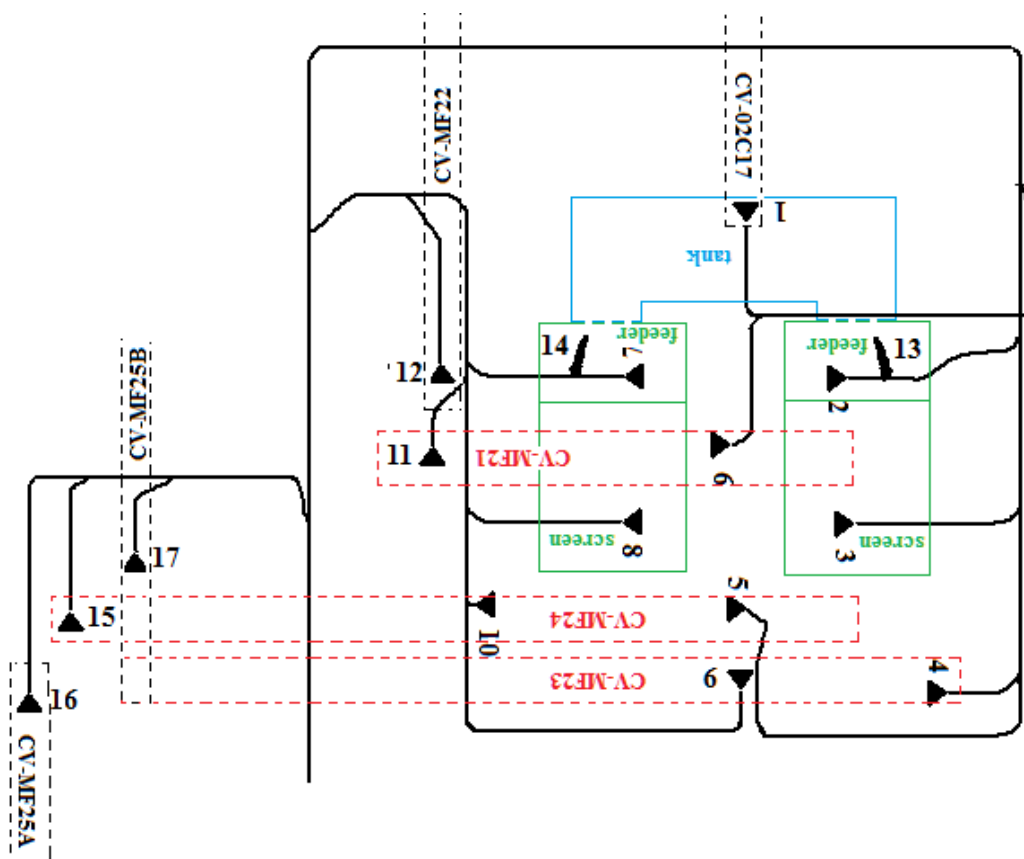 CV-MF22
CV-02C17
1
tank
feeder
feeder
14
7
13
12
2
CV-MF25B
11
CV-MF21
6
screen
8
3
screen
17
15
5
CV-MF24
10
16
CV-MF23
9
4
CV-MF25A